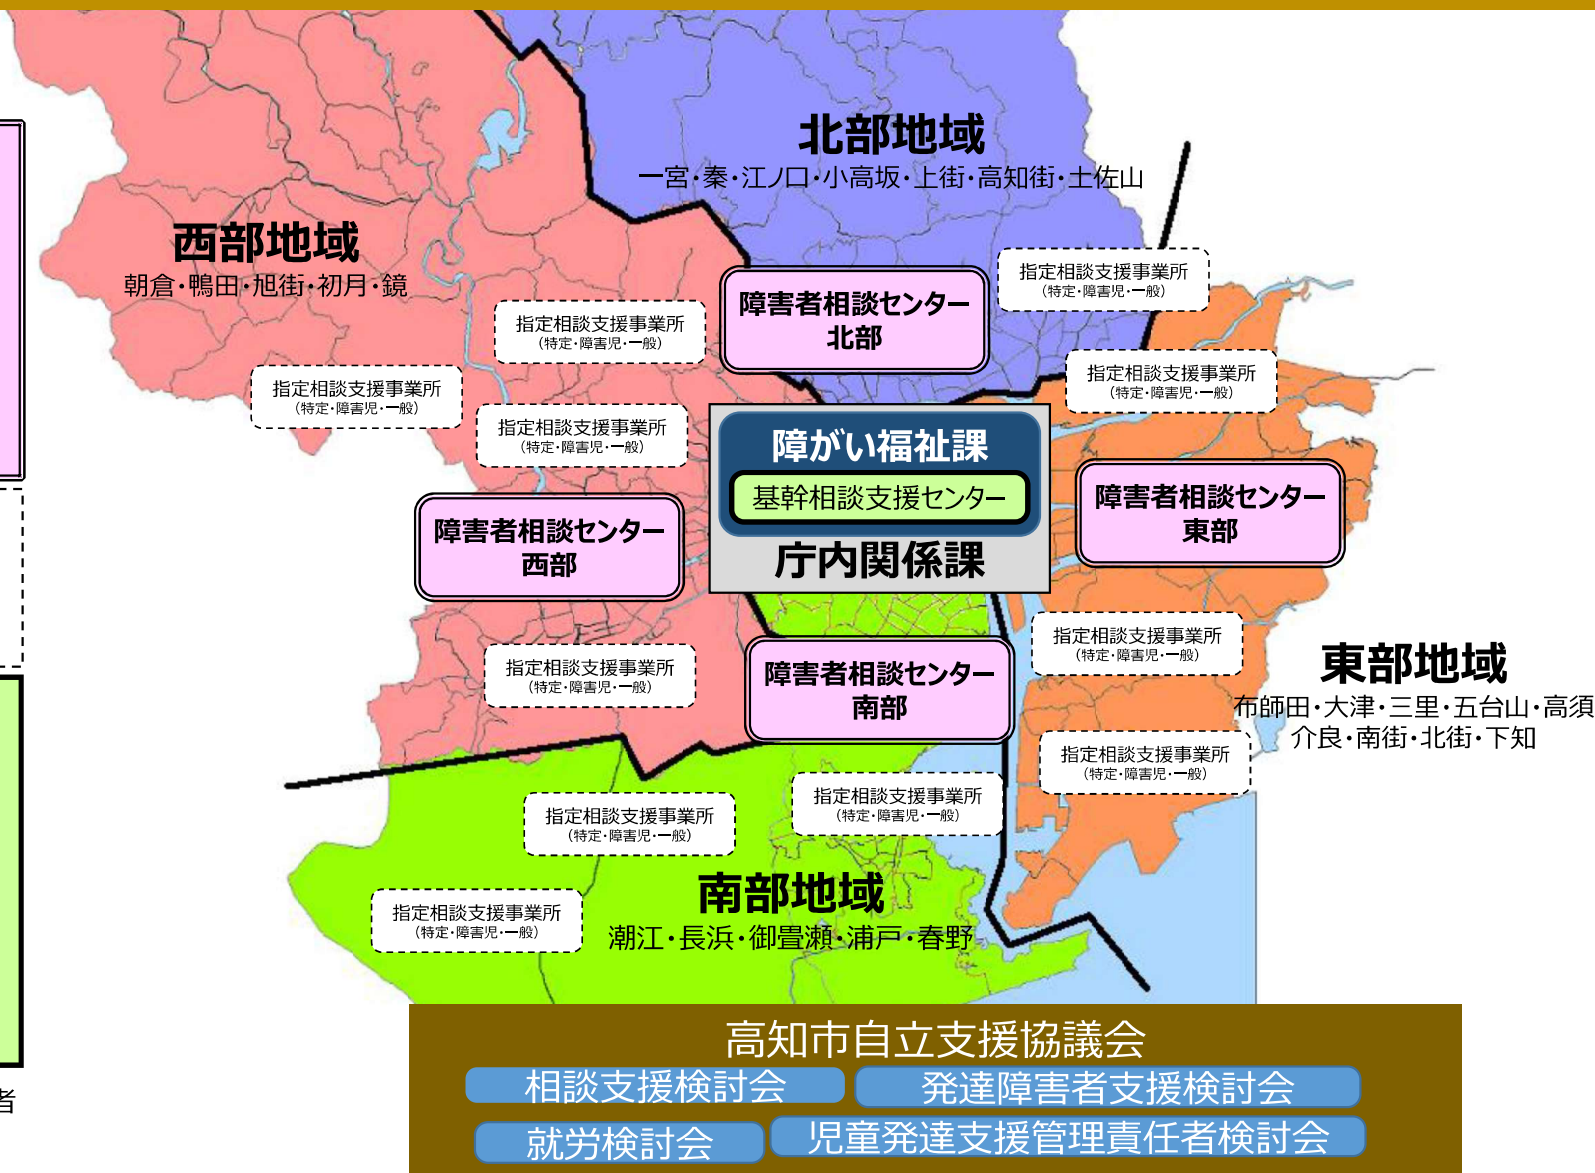 北部地域
一宮・秦・江ノ口・小高坂・上街・高知街・土佐山
西部地域
朝倉・鴨田・旭街・初月・鏡
指定相談支援事業所
（特定・障害児・一般）
障害者相談センター
北部
指定相談支援事業所
（特定・障害児・一般）
指定相談支援事業所
（特定・障害児・一般）
指定相談支援事業所
（特定・障害児・一般）
指定相談支援事業所
（特定・障害児・一般）
障がい福祉課
基幹相談支援センター
庁内関係課
障害者相談センター
東部
障害者相談センター
西部
指定相談支援事業所
（特定・障害児・一般）
指定相談支援事業所
（特定・障害児・一般）
障害者相談センター
南部
東部地域
布師田・大津・三里・五台山・高須
介良・南街・北街・下知
指定相談支援事業所
（特定・障害児・一般）
指定相談支援事業所
（特定・障害児・一般）
指定相談支援事業所
（特定・障害児・一般）
南部地域
潮江・長浜・御畳瀬・浦戸・春野
指定相談支援事業所
（特定・障害児・一般）
高知市自立支援協議会
相談支援検討会
発達障害者支援検討会
就労検討会
児童発達支援管理責任者検討会
者